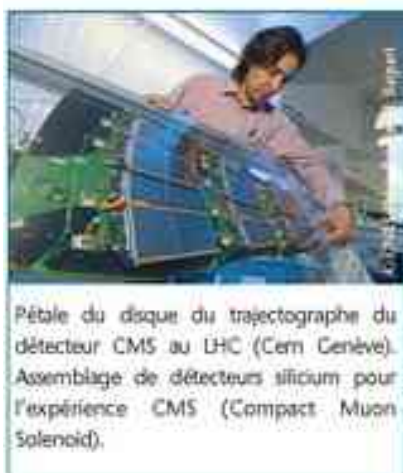 Pétale du disque du trajectographe du
détecteur CMS au LHC (Cern Genève).
Assemblage de détecteurs silicium pour
l'expérience CMS (Compact Muon
Solenoid).